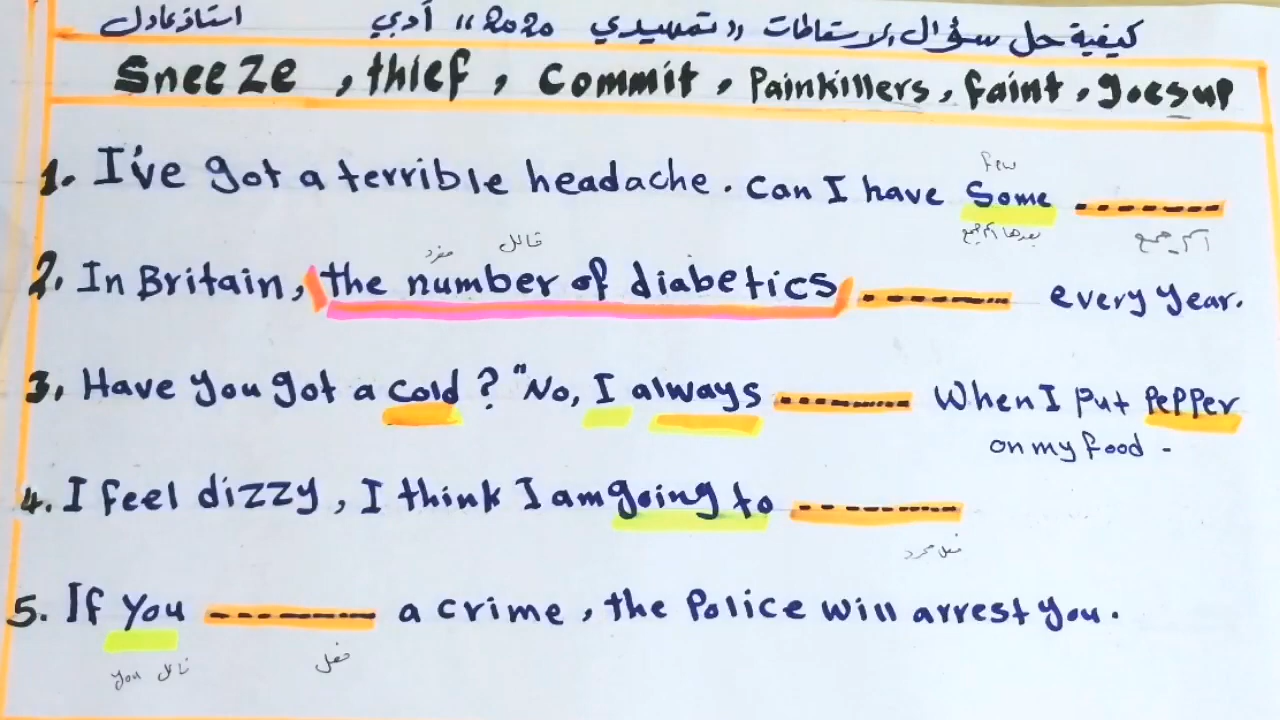 كيفية حل سؤال الاسقاطات "تمهيدي 2020" أدبي استاذ عادل
Sneeze , thief , Commit , Painkillers , faint , goesup
few
1. I've got a terrible headache . Can I have Some -------
بعدها اسم جمع اسم جمع
مفرد فاعل
2. In Britain, (the number of diabetics) ------- every year.
3. Have you got a cold ? "No, I always ------- When I put PePPer
on my food -
4. I feel dizzy , I think I am going to -------
فعل مجرد
5. If you ------- a crime , the Police will arrest you .
you فاعل فعل